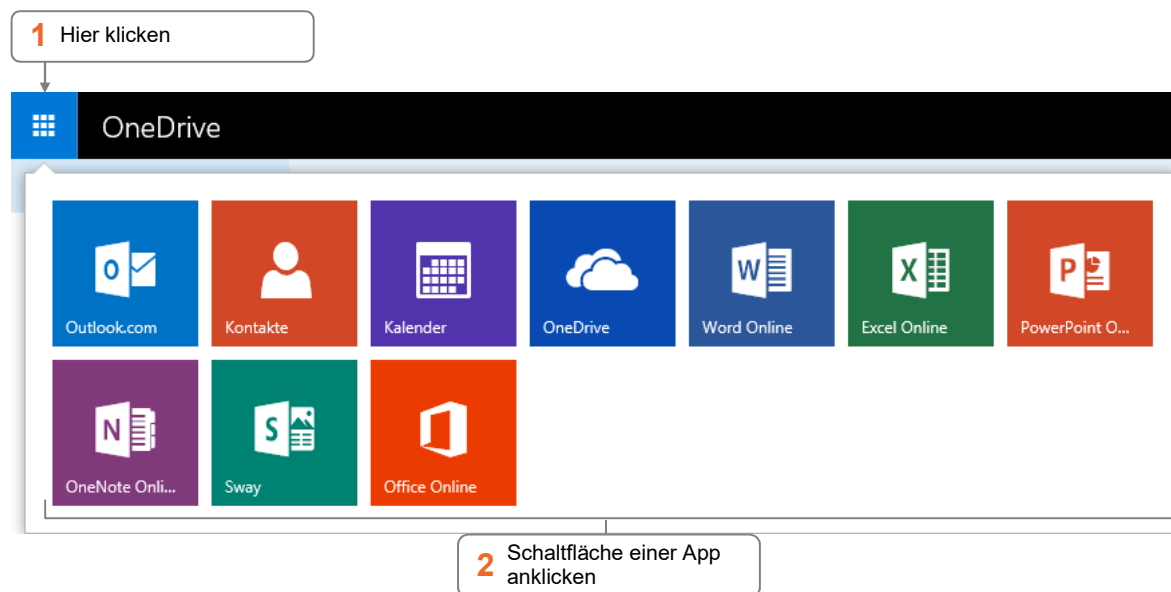 1 Hier klicken
OneDrive
Outlook.com
Kontakte
Kalender
OneDrive
Word Online
Excel Online
PowerPoint O...
OneNote Onli...
Sway
Office Online
2 Schaltfläche einer App
anklicken